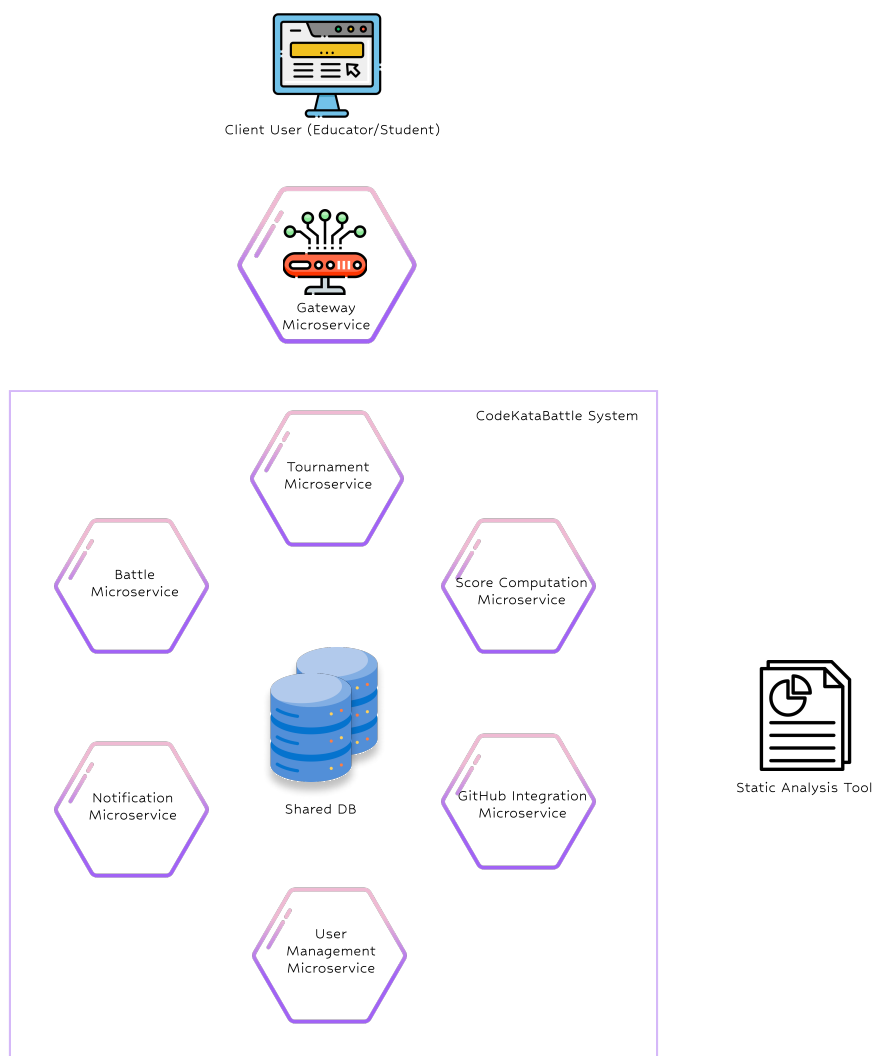 Client User (Educator/Student)
Gateway
Microservice
CodeKataBattle System
Tournament
Microservice
Battle
Microservice
Score Computation
Microservice
Notification
Microservice
Shared DB
GitHub Integration
Microservice
Static Analysis Tool
User
Management
Microservice